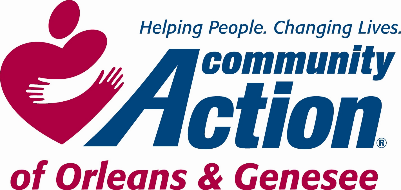 Helping People. Changing Lives.
community
Action®
of Orleans & Genesee